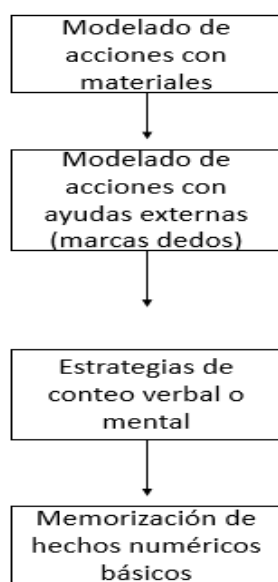 Modelado de
acciones con
materiales
Modelado de
acciones con
ayudas externas
(marcas dedos)
Estrategias de
conteo verbal o
mental
Memorización de
hechos numéricos
básicos